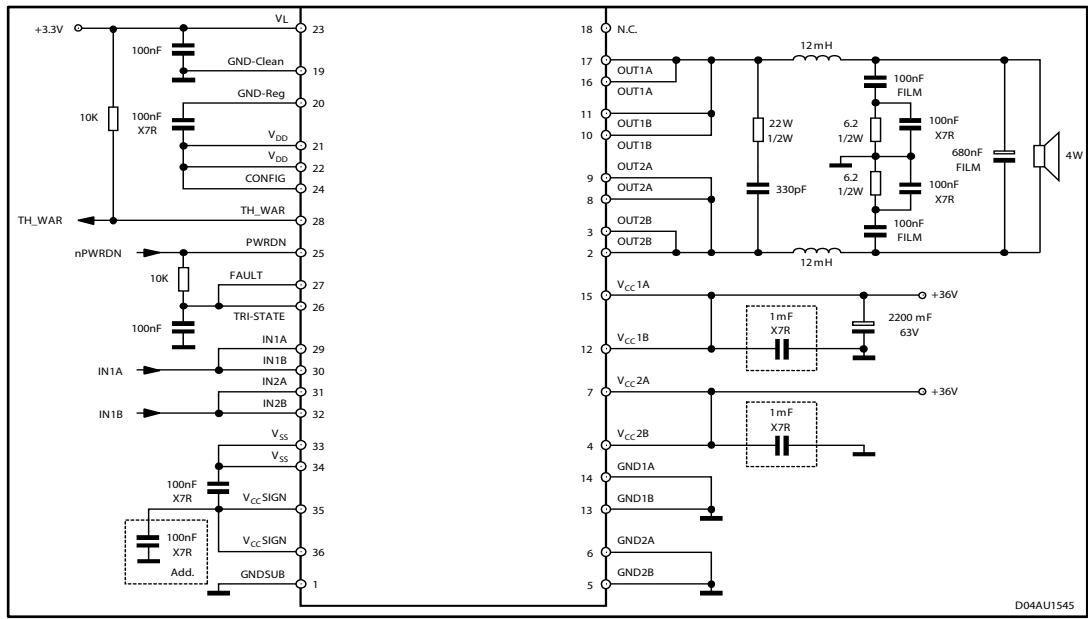 +3.3V
VL
23
100nF
GND-Clean
19
GND-Reg
20
10K
100nF
X7R
VDD
21
VDD
22
CONFIG
24
TH_WAR
TH_WAR
28
nPWRDN
PWRDN
25
10K
FAULT
27
26
TRI-STATE
100nF
IN1A
29
IN1A
IN1B
30
IN2A
31
IN1B
IN2B
32
VSS
33
VSS
34
100nF
X7R
VCCSIGN
35
100nF
X7R
Add.
VCCSIGN
36
GNDSUB
1
18
N.C.
17
OUT1A
16
OUT1A
11
OUT1B
10
OUT1B
9
OUT2A
OUT2A
8
3
OUT2B
OUT2B
2
12mH
22W
1/2W
330pF
100nF
FILM
6.2
1/2W
100nF
X7R
6.2
1/2W
100nF
X7R
100nF
FILM
12mH
680nF
FILM
4W
15
VCC1A
+36V
1mF
X7R
2200 mF
63V
12
VCC1B
7
VCC2A
+36V
1mF
X7R
4
VCC2B
14
GND1A
13
GND1B
6
GND2A
5
GND2B
D04AU1545